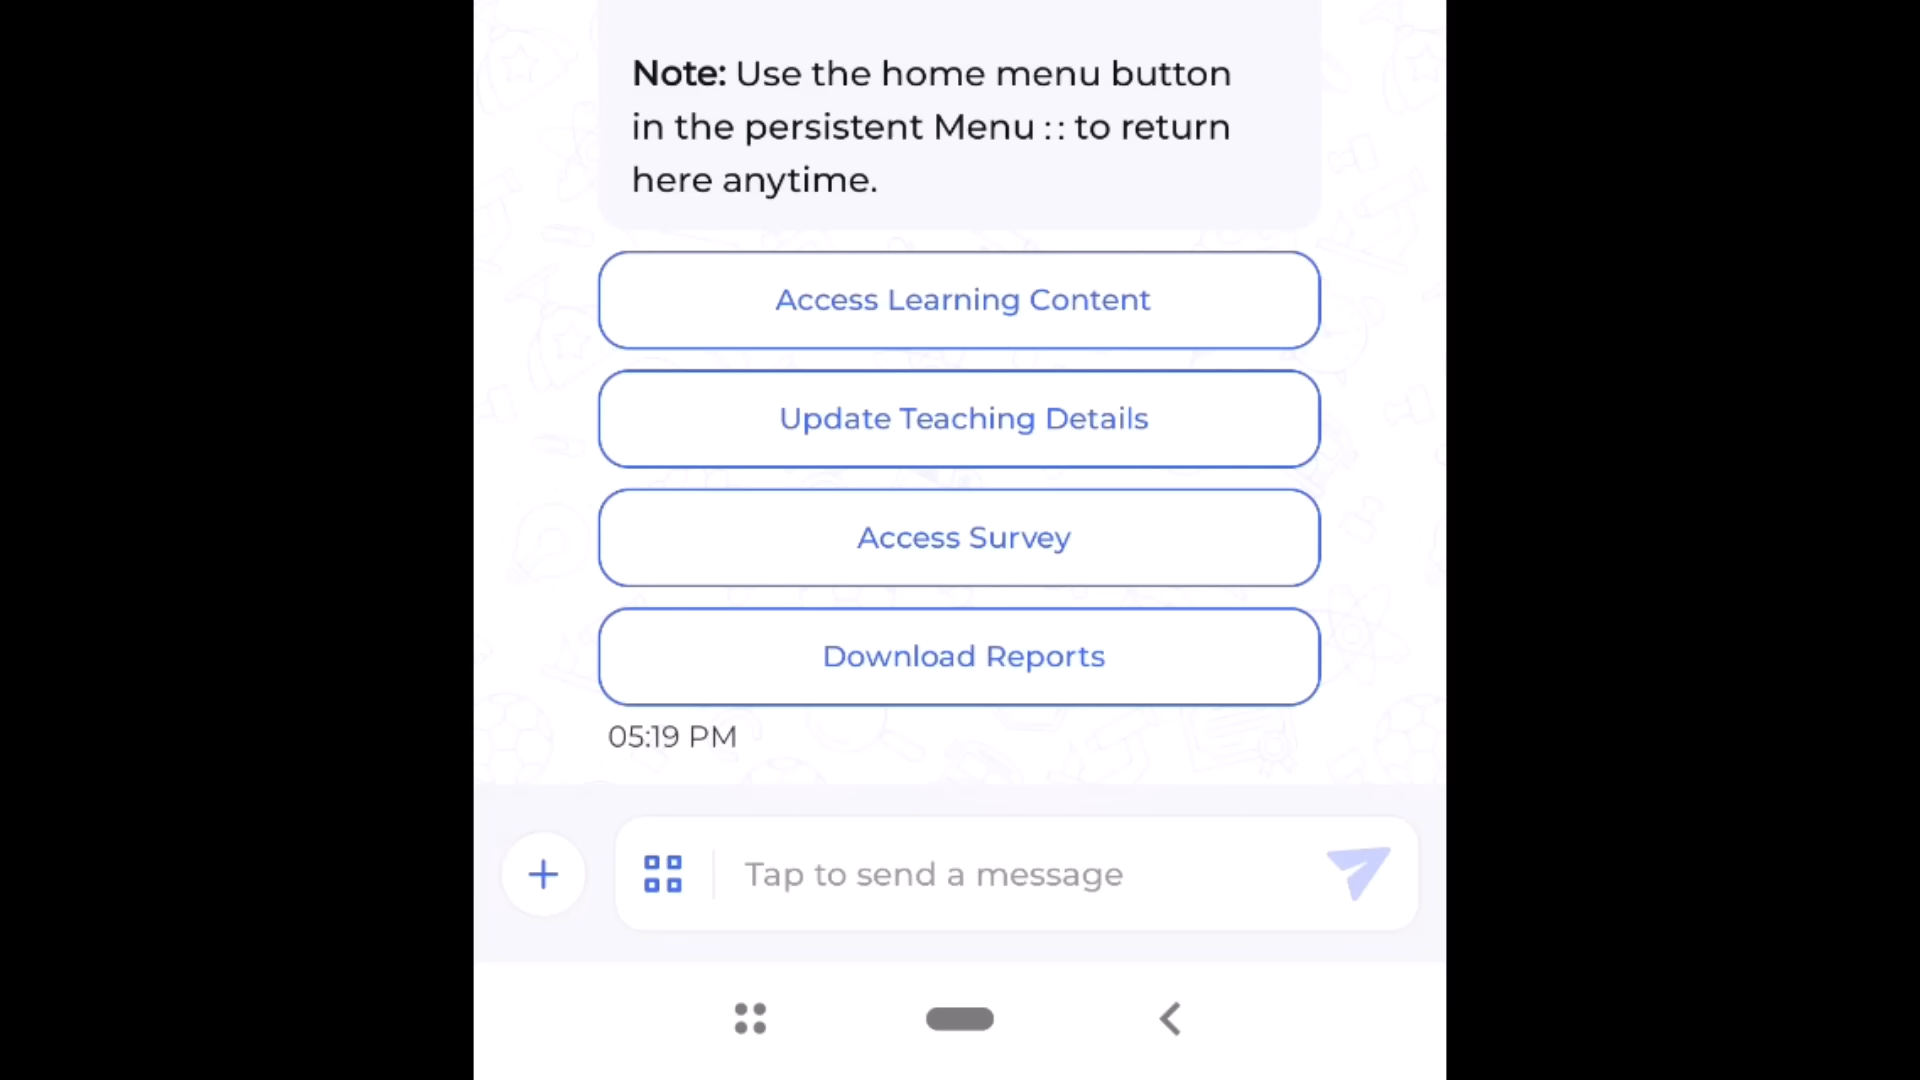 Note: Use the home menu button
in the persistent Menu :: to return
here anytime.
Access Learning Content
Update Teaching Details
Access Survey
Download Reports
05:19 PM
Tap to send a message